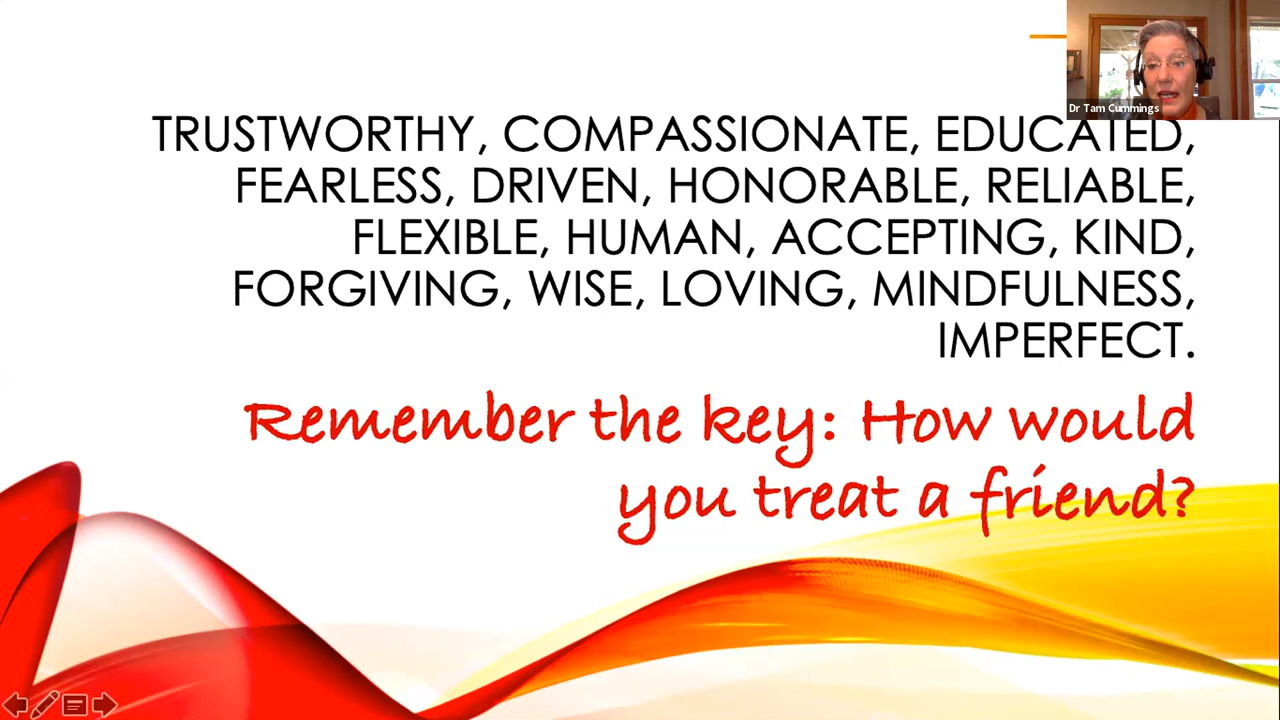 Dr Tam Cummings
TRUSTWORTHY, COMPASSIONATE, EDUCATED,
FEARLESS, DRIVEN, HONORABLE, RELIABLE,
FLEXIBLE, HUMAN, ACCEPTING, KIND,
FORGIVING, WISE, LOVING, MINDFULNESS,
IMPERFECT.
Remember the key: How would
you treat a friend?